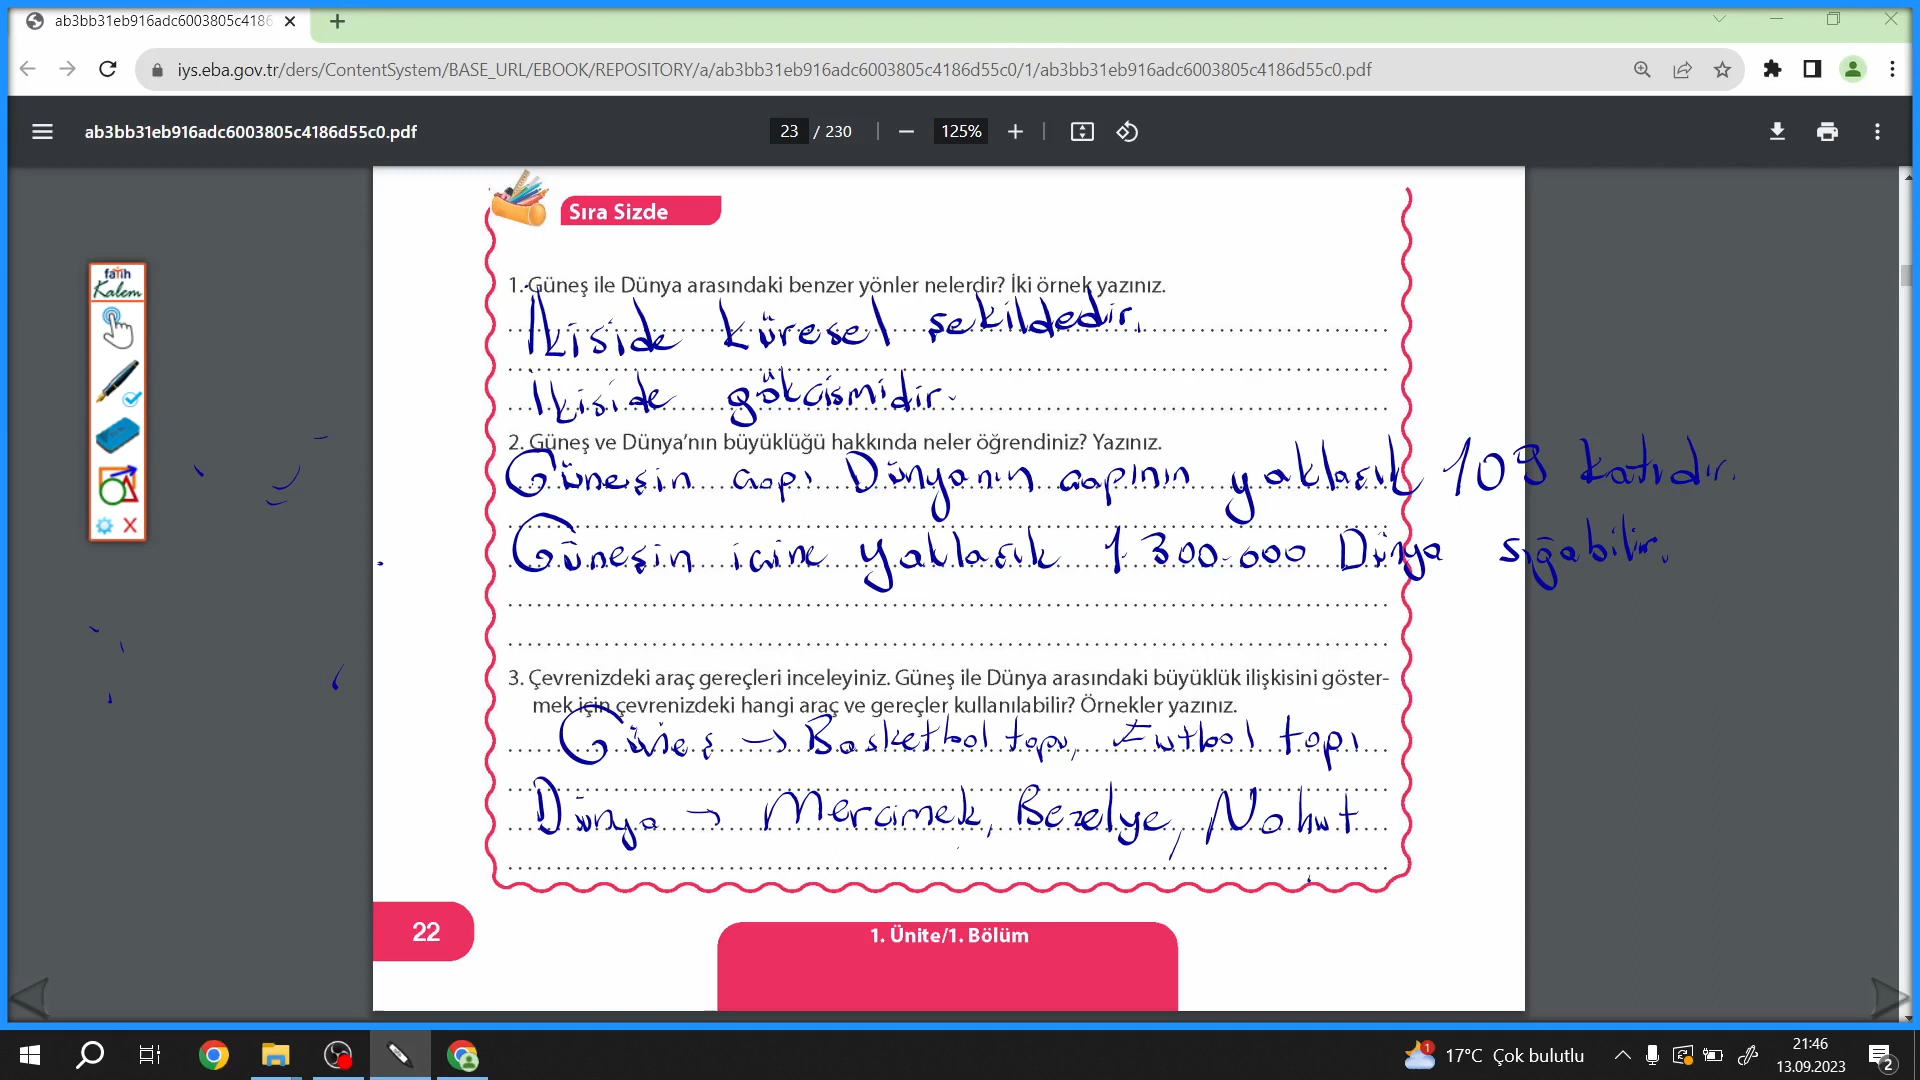 ab3bb31eb916adc6003805c4186
iys.eba.gov.tr/ders/ContentSystem/BASE_URL/EBOOK/REPOSITORY/a/ab3bb31eb916adc6003805c4186d55c0/1/ab3bb31eb916adc6003805c4186d55c0.pdf
ab3bb31eb916adc6003805c4186d55c0.pdf
23 / 230
125%
Sıra Sizde
fatih
Kalem
1. Güneş ile Dünya arasındaki benzer yönler nelerdir? İki örnek yazınız.
İkiside küresel şekildedir.
İkiside gökcismidir.
2. Güneş ve Dünya'nın büyüklüğü hakkında neler öğrendiniz? Yazınız.
Güneşin çapı Dünyanın çapının yaklaşık 109 katıdır.
Güneşin içine yaklaşık 1.300.000 Dünya sığabilir.
3. Çevrenizdeki araç gereçleri inceleyiniz. Güneş ile Dünya arasındaki büyüklük ilişkisini göster-
mek için çevrenizdeki hangi araç ve gereçler kullanılabilir? Örnekler yazınız.
Güneş → Basketbol topu, Futbol topı
Dünya → Mercimek, Bezelye, Nohut
22
1. Ünite/1. Bölüm
1
17°C Çok bulutlu
21:46
13.09.2023
2